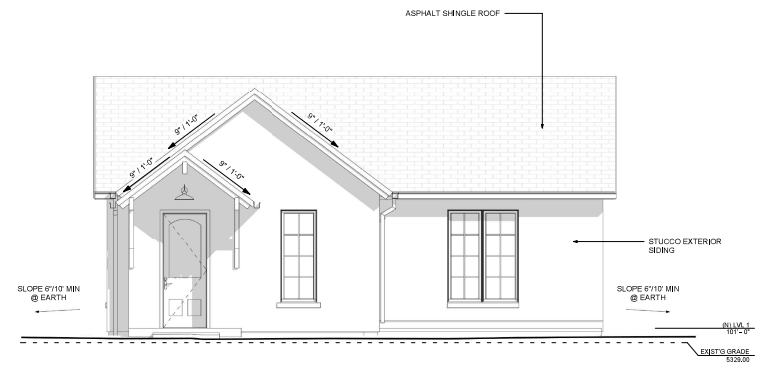 ASPHALT SHINGLE ROOF
9" / 1'-0"
9" / 1'-0"
9" / 1'-0"
9" / 1'-0"
STUCCO EXTERIOR
SIDING
SLOPE 6"/10' MIN
@ EARTH
SLOPE 6"/10' MIN
@ EARTH
(N) LVL 1
101' – 0"
EXIST'G GRADE
5329.00